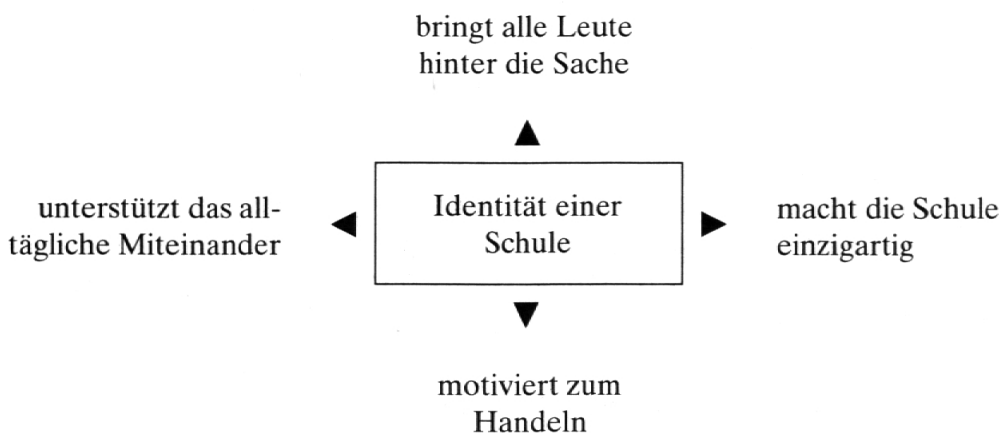 bringt alle Leute
hinter die Sache
unterstützt das all-
tägliche Miteinander
Identität einer
Schule
macht die Schule
einzigartig
motiviert zum
Handeln